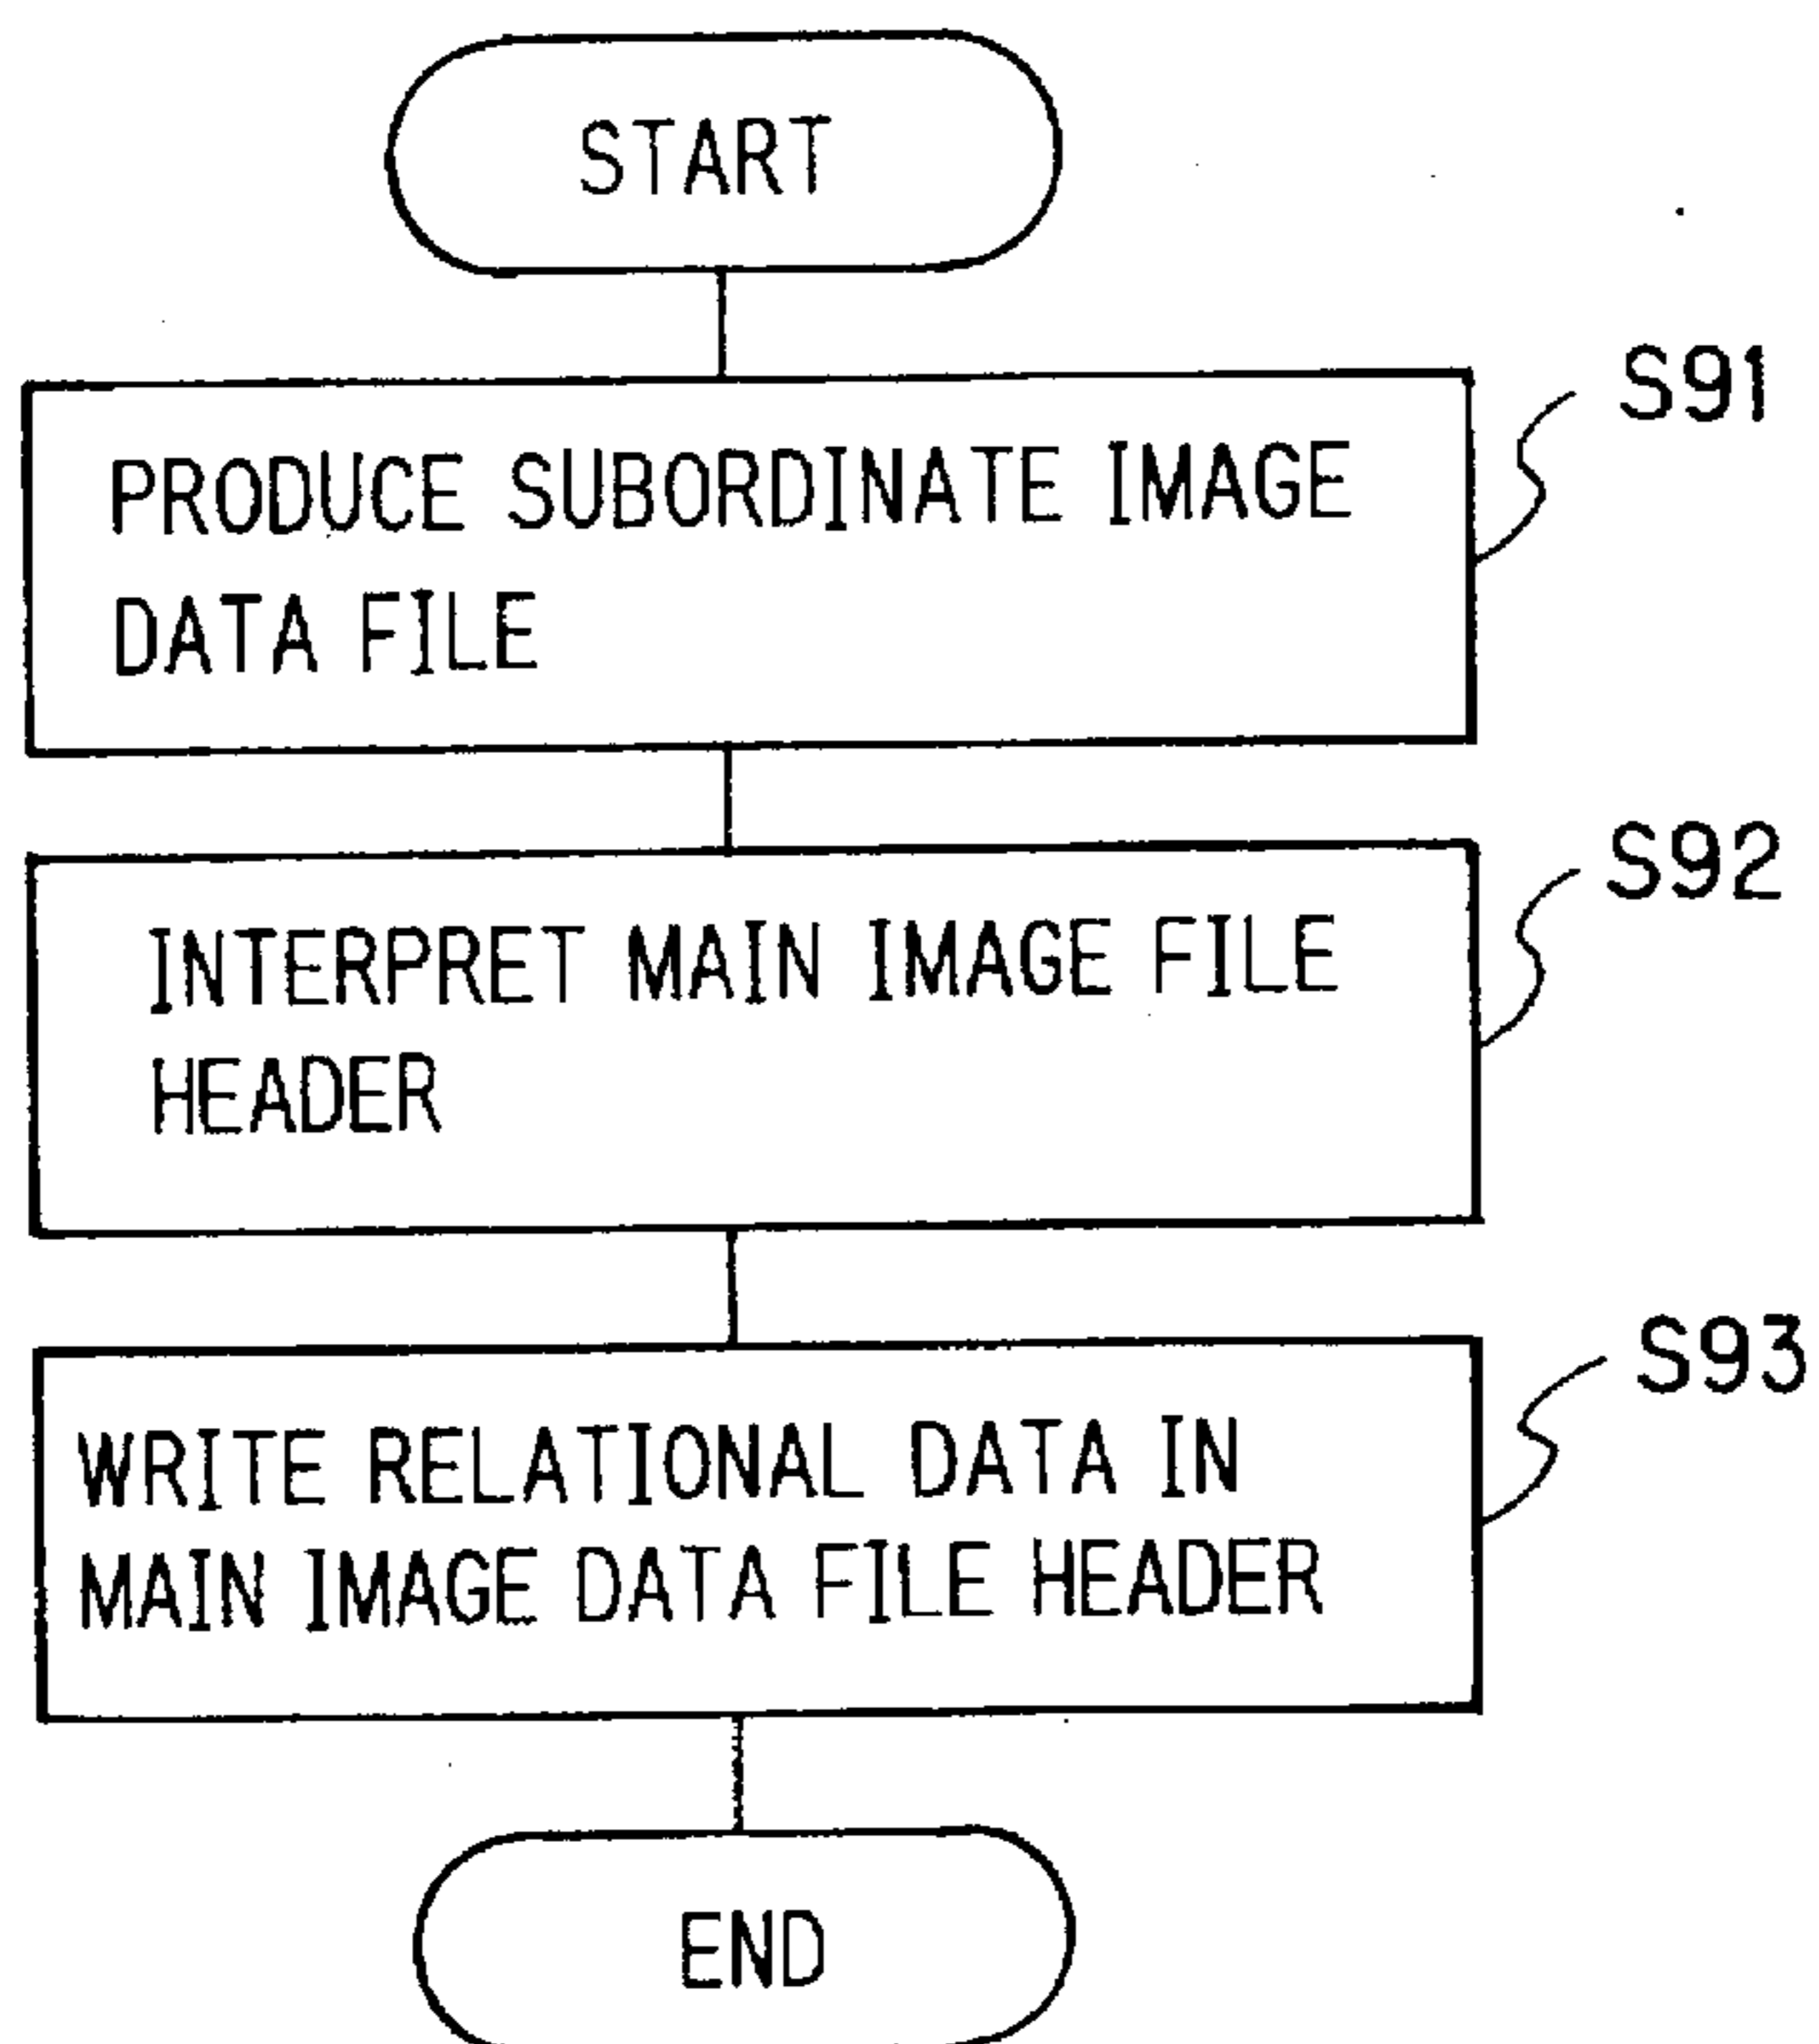 START
S91
PRODUCE SUBORDINATE IMAGE
DATA FILE
S92
INTERPRET MAIN IMAGE FILE
HEADER
S93
WRITE RELATIONAL DATA IN
MAIN IMAGE DATA FILE HEADER
END